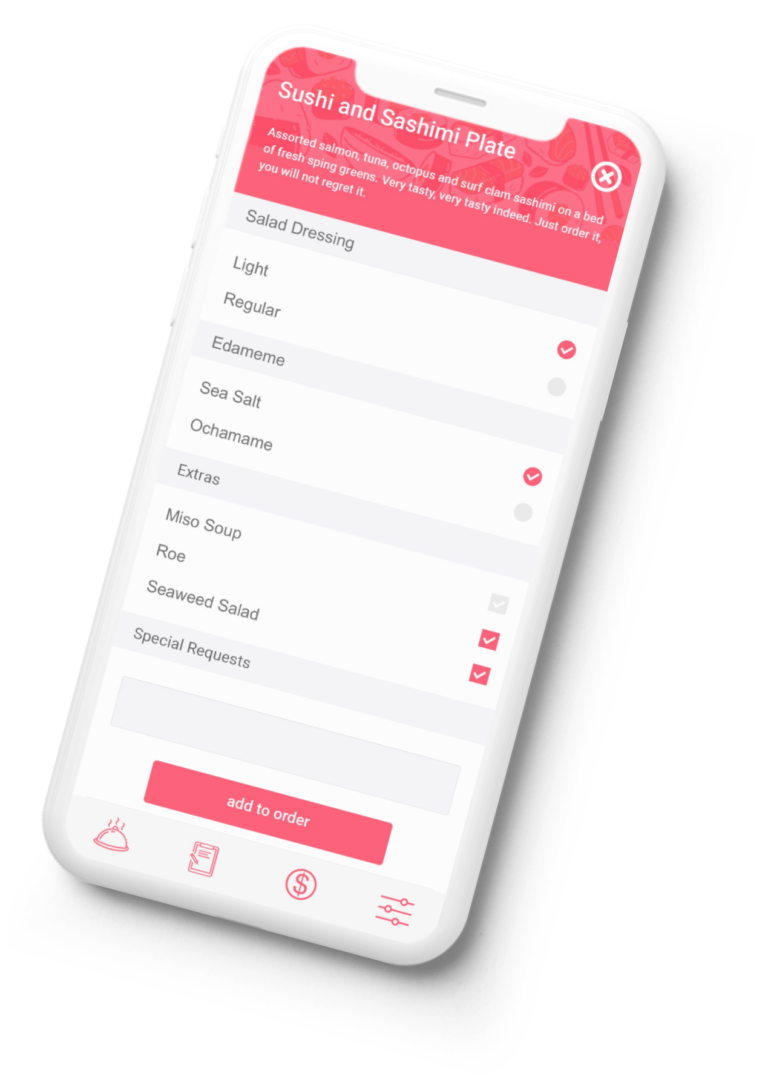 Sushi and Sashimi Plate
Assorted salmon, tuna, octopus and surf clam sashimi on a bed
of fresh sping greens. Very tasty, very tasty indeed. Just order it,
you will not regret it.
Salad Dressing
Light
Regular
Edameme
Sea Salt
Ochamame
Extras
Miso Soup
Roe
Seaweed Salad
Special Requests
add to order
$